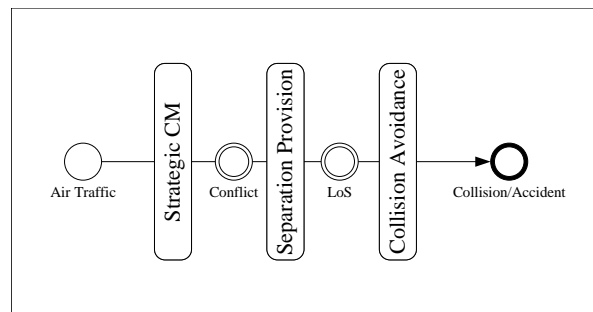 Air Traffic
Strategic CM
Conflict
Separation Provision
LoS
Collision Avoidance
Collision/Accident